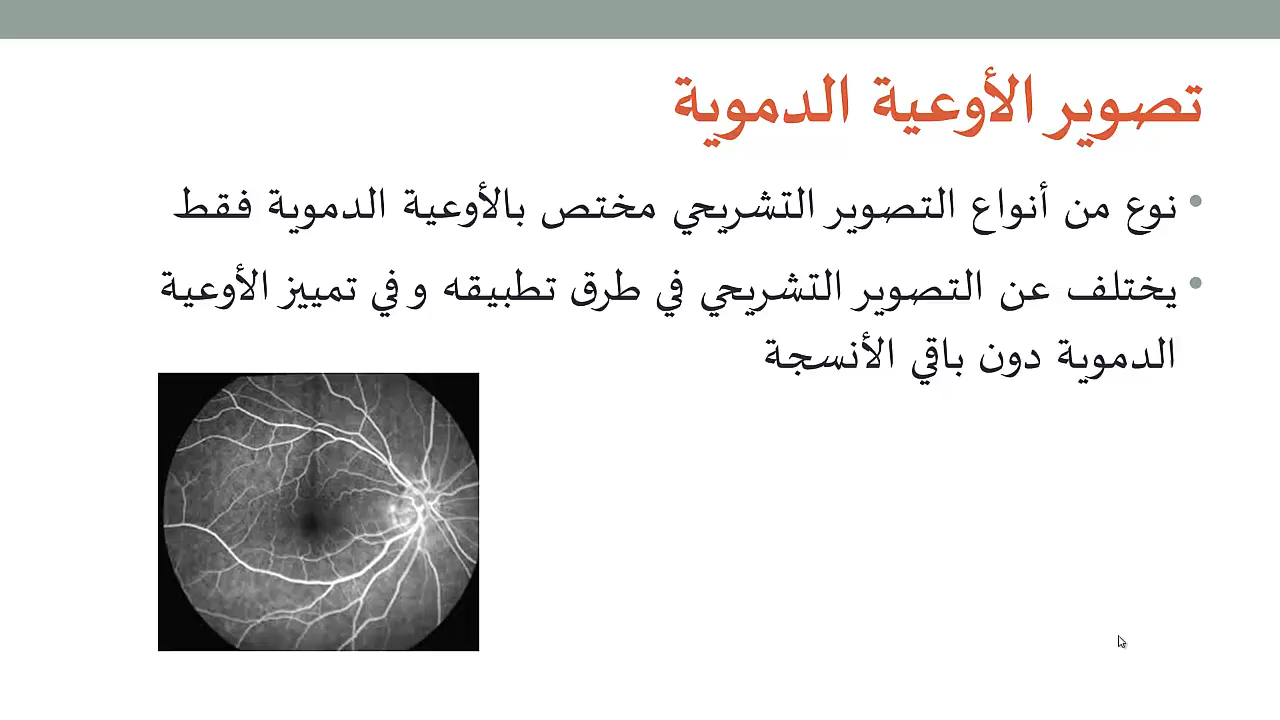 تصوير الأوعية الدموية
• نوع من أنواع التصوير التشريحي مختص بالأوعية الدموية فقط
• يختلف عن التصوير التشريحي في طرق تطبيقه و في تمييز الأوعية
الدموية دون باقي الأنسجة